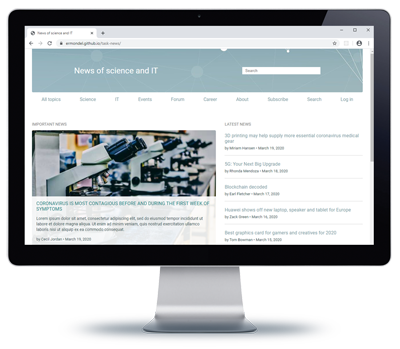 News of science and IT
ermondel.github.io/task-news/
News of science and IT
Search
All topics Science IT Events Forum Career About Subscribe Search Log in
IMPORTANT NEWS
CORONAVIRUS IS MOST CONTAGIOUS BEFORE AND DURING THE FIRST WEEK OF
SYMPTOMS
Lorem ipsum dolor sit amet, consectetur adipiscing elit, sed do eiusmod tempor incididunt
ut labore et dolore magna aliqua. Ut enim ad minim veniam, quis nostrud exercitation ullamco
laboris nisi ut aliquip ex ea commodo consequat.
by Cecil Jordan • March 19, 2020
LATEST NEWS
3D printing may help supply more essential coronavirus medical
gear
by Miriam Hansen • March 19, 2020
5G: Your Next Big Upgrade
by Rhonda Mendoza • March 18, 2020
Blockchain decoded
by Earl Fletcher • March 17, 2020
Huawei shows off new laptop, speaker and tablet for Europe
by Zack Green • March 16, 2020
Best graphics card for gamers and creatives for 2020
by Tom Bowman • March 15, 2020